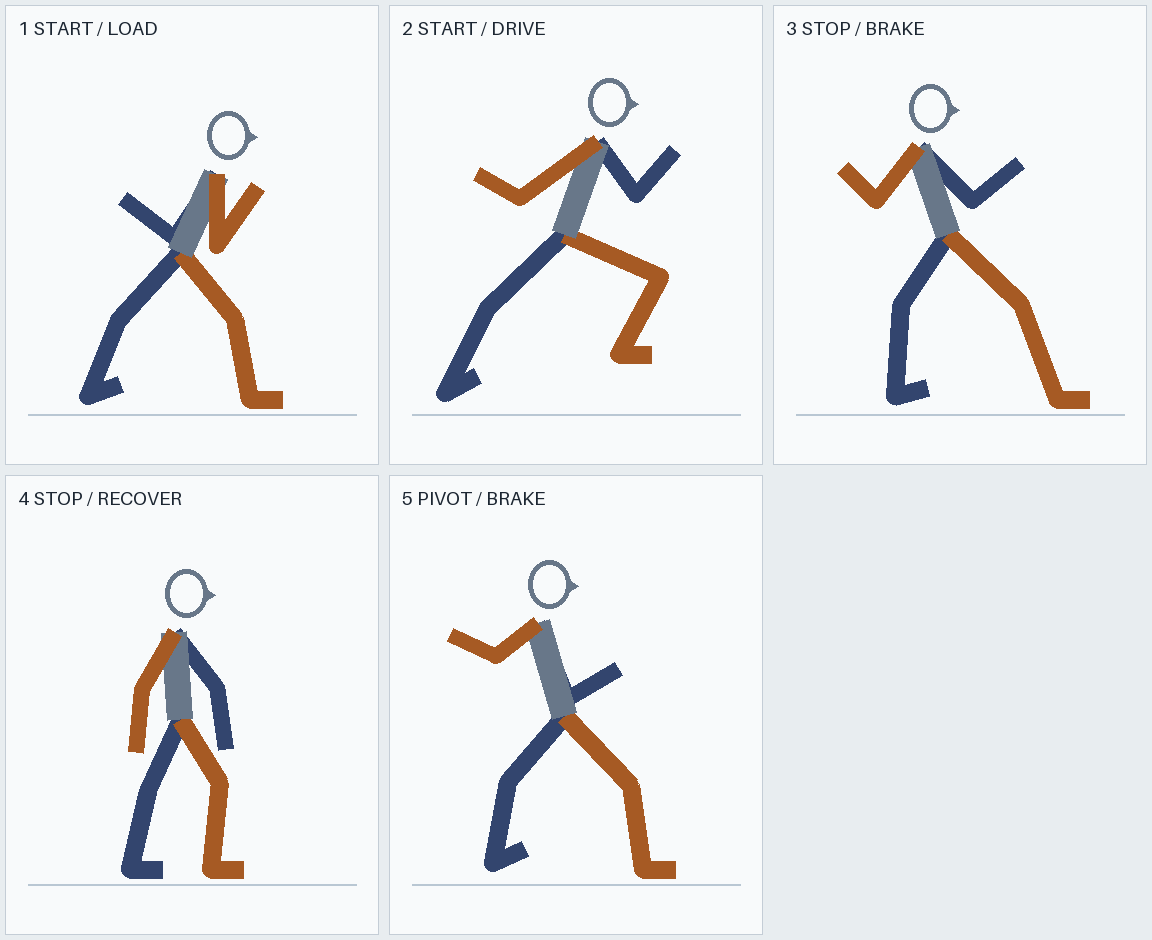 1 START / LOAD
2 START / DRIVE
3 STOP / BRAKE
4 STOP / RECOVER
5 PIVOT / BRAKE